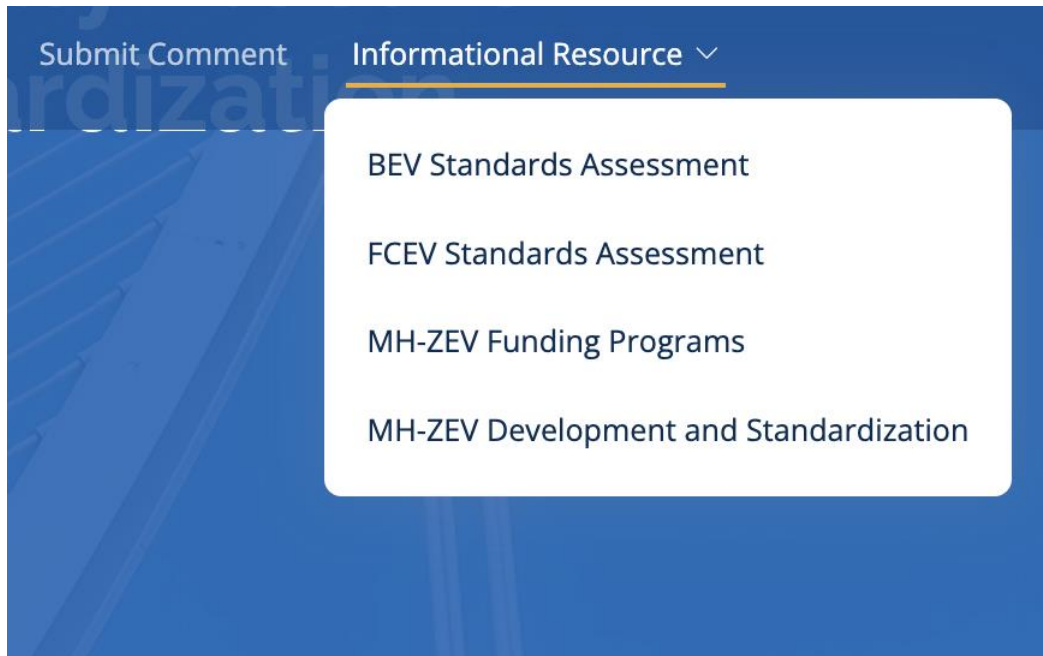 Submit Comment Informational Resource
BEV Standards Assessment
FCEV Standards Assessment
MH-ZEV Funding Programs
MH-ZEV Development and Standardization